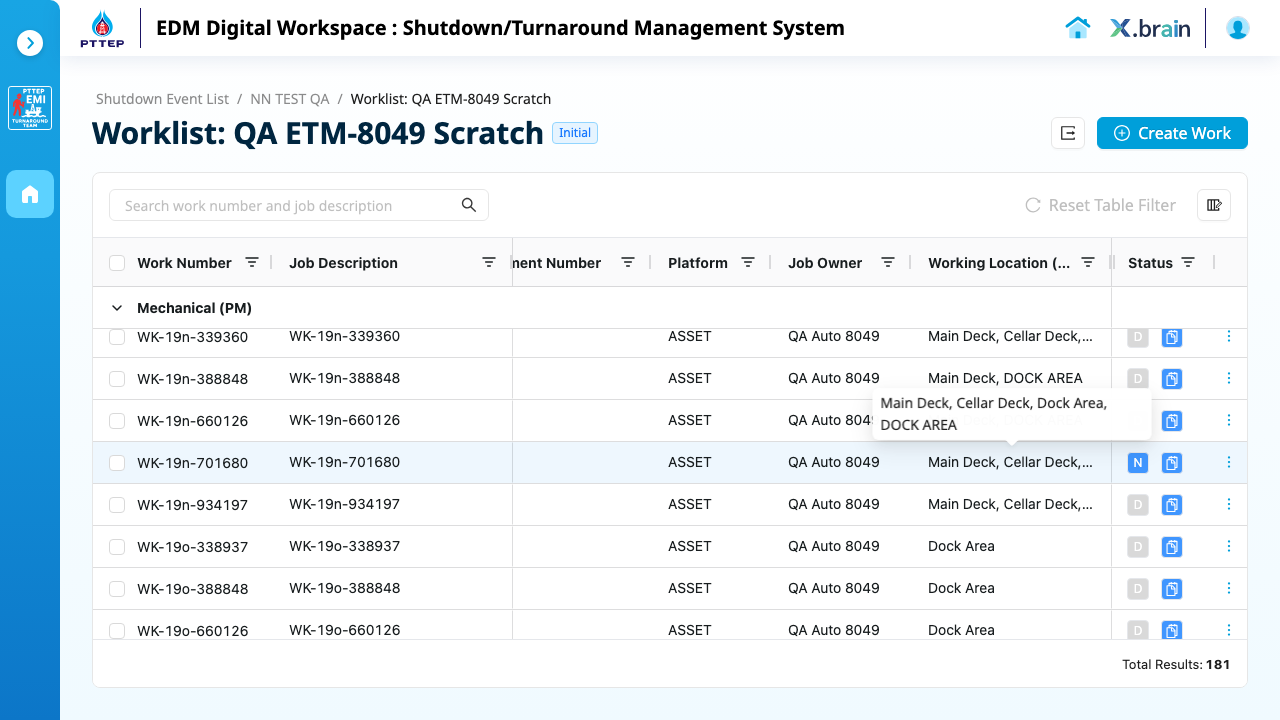 PTTEP
EDM Digital Workspace : Shutdown/Turnaround Management System
X.brain
PTTEP
EMI
TURNAROUND
TEAM
Shutdown Event List / NN TEST QA / Worklist: QA ETM-8049 Scratch
Worklist: QA ETM-8049 Scratch Initial
Create Work
Search work number and job description
Reset Table Filter
Work Number Job Description nent Number Platform Job Owner Working Location (... Status
Mechanical (PM)
WK-19n-339360 WK-19n-339360 ASSET QA Auto 8049 Main Deck, Cellar Deck,... D
WK-19n-388848 WK-19n-388848 ASSET QA Auto 8049 Main Deck, DOCK AREA D
Main Deck, Cellar Deck, Dock Area,
DOCK AREA
WK-19n-660126 WK-19n-660126 ASSET QA Auto 804
WK-19n-701680 WK-19n-701680 ASSET QA Auto 8049 Main Deck, Cellar Deck,... N
WK-19n-934197 WK-19n-934197 ASSET QA Auto 8049 Main Deck, Cellar Deck,... D
WK-19o-338937 WK-19o-338937 ASSET QA Auto 8049 Dock Area D
WK-19o-388848 WK-19o-388848 ASSET QA Auto 8049 Dock Area D
WK-19o-660126 WK-19o-660126 ASSET QA Auto 8049 Dock Area D
Total Results: 181